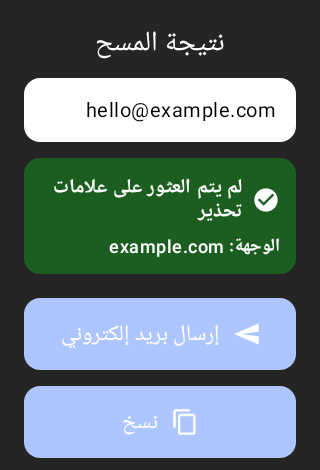 نتيجة المسح
hello@example.com
لم يتم العثور على علامات
تحذير
الوجهة: example.com
إرسال بريد إلكتروني
نسخ